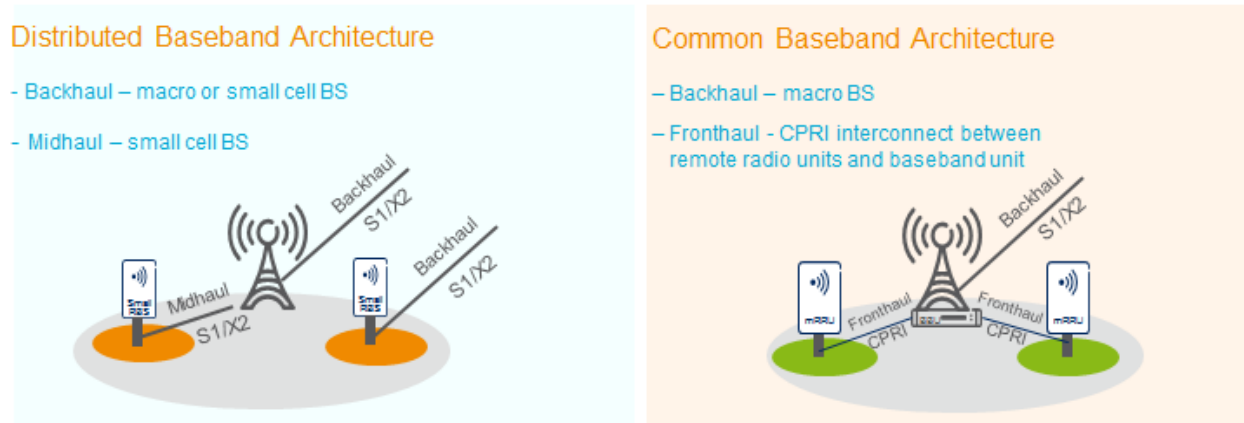 Distributed Baseband Architecture
- Backhaul – macro or small cell BS
- Midhaul – small cell BS
Backhaul
S1/X2
Backhaul
S1/X2
Midhaul
S1/X2
Small
RBS
Small
RBS
Common Baseband Architecture
– Backhaul – macro BS
– Fronthaul - CPRI interconnect between
remote radio units and baseband unit
Backhaul
S1/X2
mRRU
Fronthaul
CPRI
Fronthaul
CPRI
mRRU